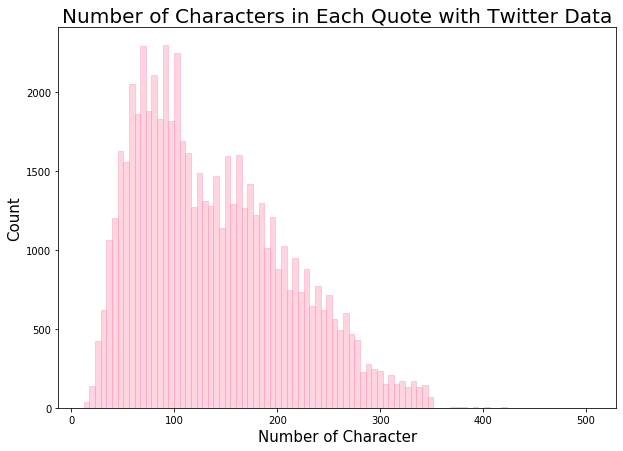 Number of Characters in Each Quote with Twitter Data
2000
1500
1000
500
0
0 100 200 300 400 500
Count
Number of Character